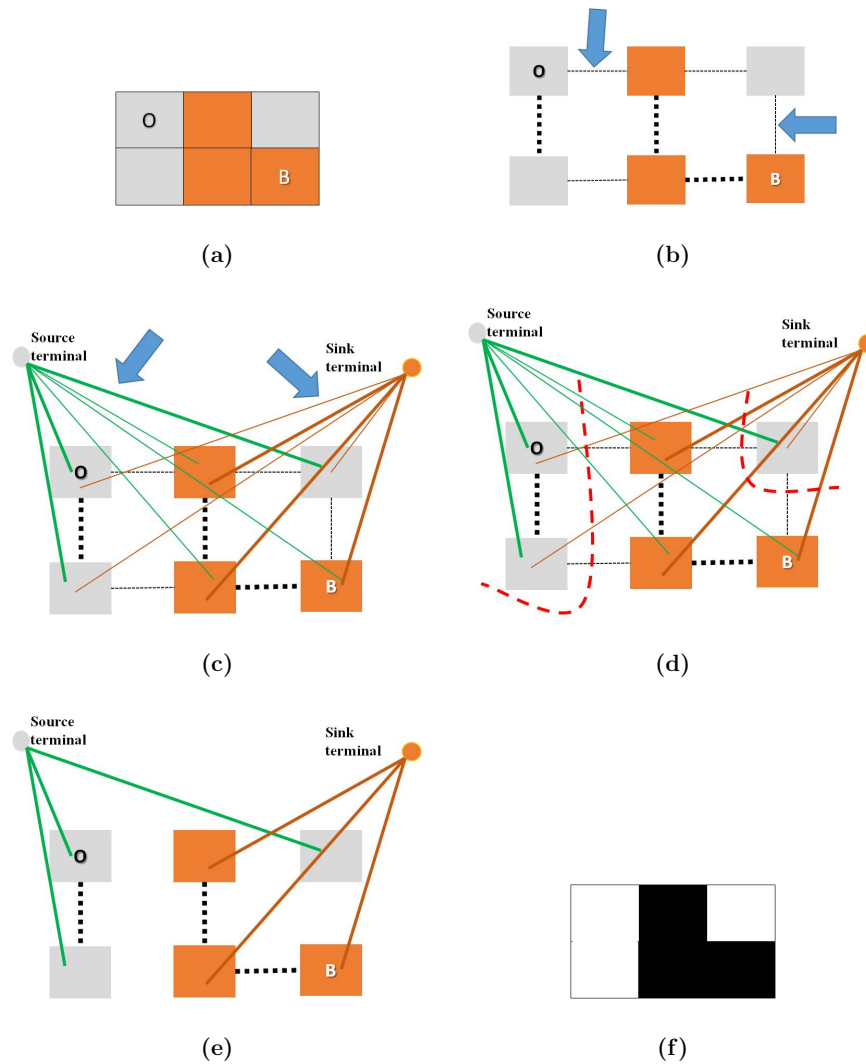 O
B
(a)
O
B
(b)
Source
terminal
Sink
terminal
O
B
(c)
Source
terminal
Sink
terminal
O
B
(d)
Source
terminal
Sink
terminal
O
B
(e)
(f)